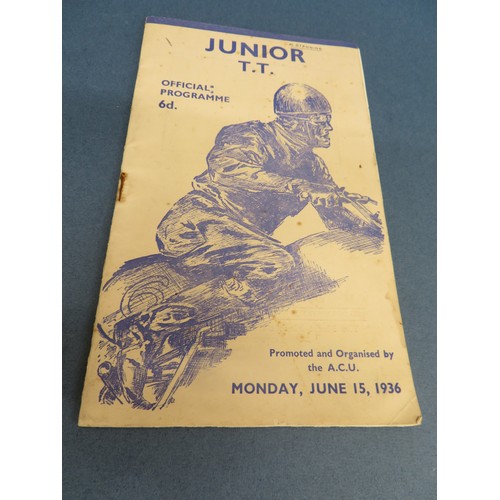 JUNIOR
T.T.
OFFICIAL
PROGRAMME
6d.
Promoted and Organised by
the A.C.U.
MONDAY, JUNE 15, 1936